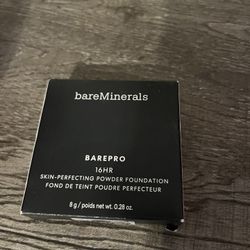 bareMinerals
BAREPRO
16HR
SKIN-PERFECTING POWDER FOUNDATION
FOND DE TEINT POUDRE PERFECTEUR
8 g / poids net wt. 0.28 oz.